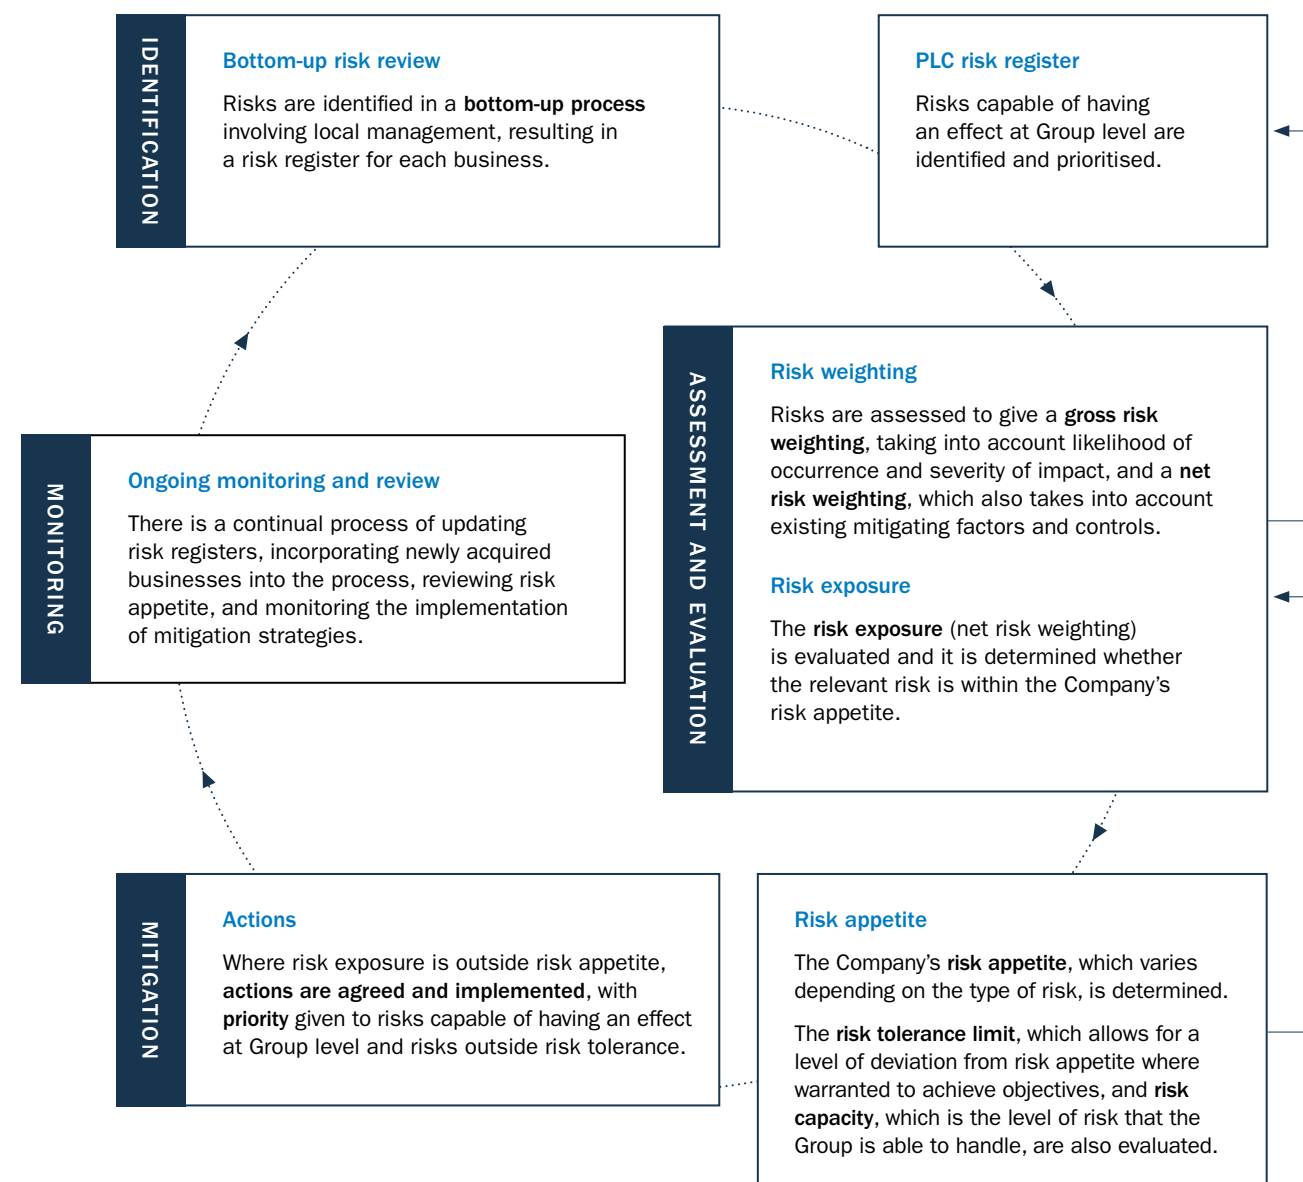 IDENTIFICATION
Bottom-up risk review
Risks are identified in a bottom-up process
involving local management, resulting in
a risk register for each business.
PLC risk register
Risks capable of having
an effect at Group level are
identified and prioritised.
ASSESSMENT AND EVALUATION
Risk weighting
Risks are assessed to give a gross risk
weighting, taking into account likelihood of
occurrence and severity of impact, and a net
risk weighting, which also takes into account
existing mitigating factors and controls.
Risk exposure
The risk exposure (net risk weighting)
is evaluated and it is determined whether
the relevant risk is within the Company’s
risk appetite.
MONITORING
Ongoing monitoring and review
There is a continual process of updating
risk registers, incorporating newly acquired
businesses into the process, reviewing risk
appetite, and monitoring the implementation
of mitigation strategies.
MITIGATION
Actions
Where risk exposure is outside risk appetite,
actions are agreed and implemented, with
priority given to risks capable of having an effect
at Group level and risks outside risk tolerance.
Risk appetite
The Company’s risk appetite, which varies
depending on the type of risk, is determined.
The risk tolerance limit, which allows for a
level of deviation from risk appetite where
warranted to achieve objectives, and risk
capacity, which is the level of risk that the
Group is able to handle, are also evaluated.